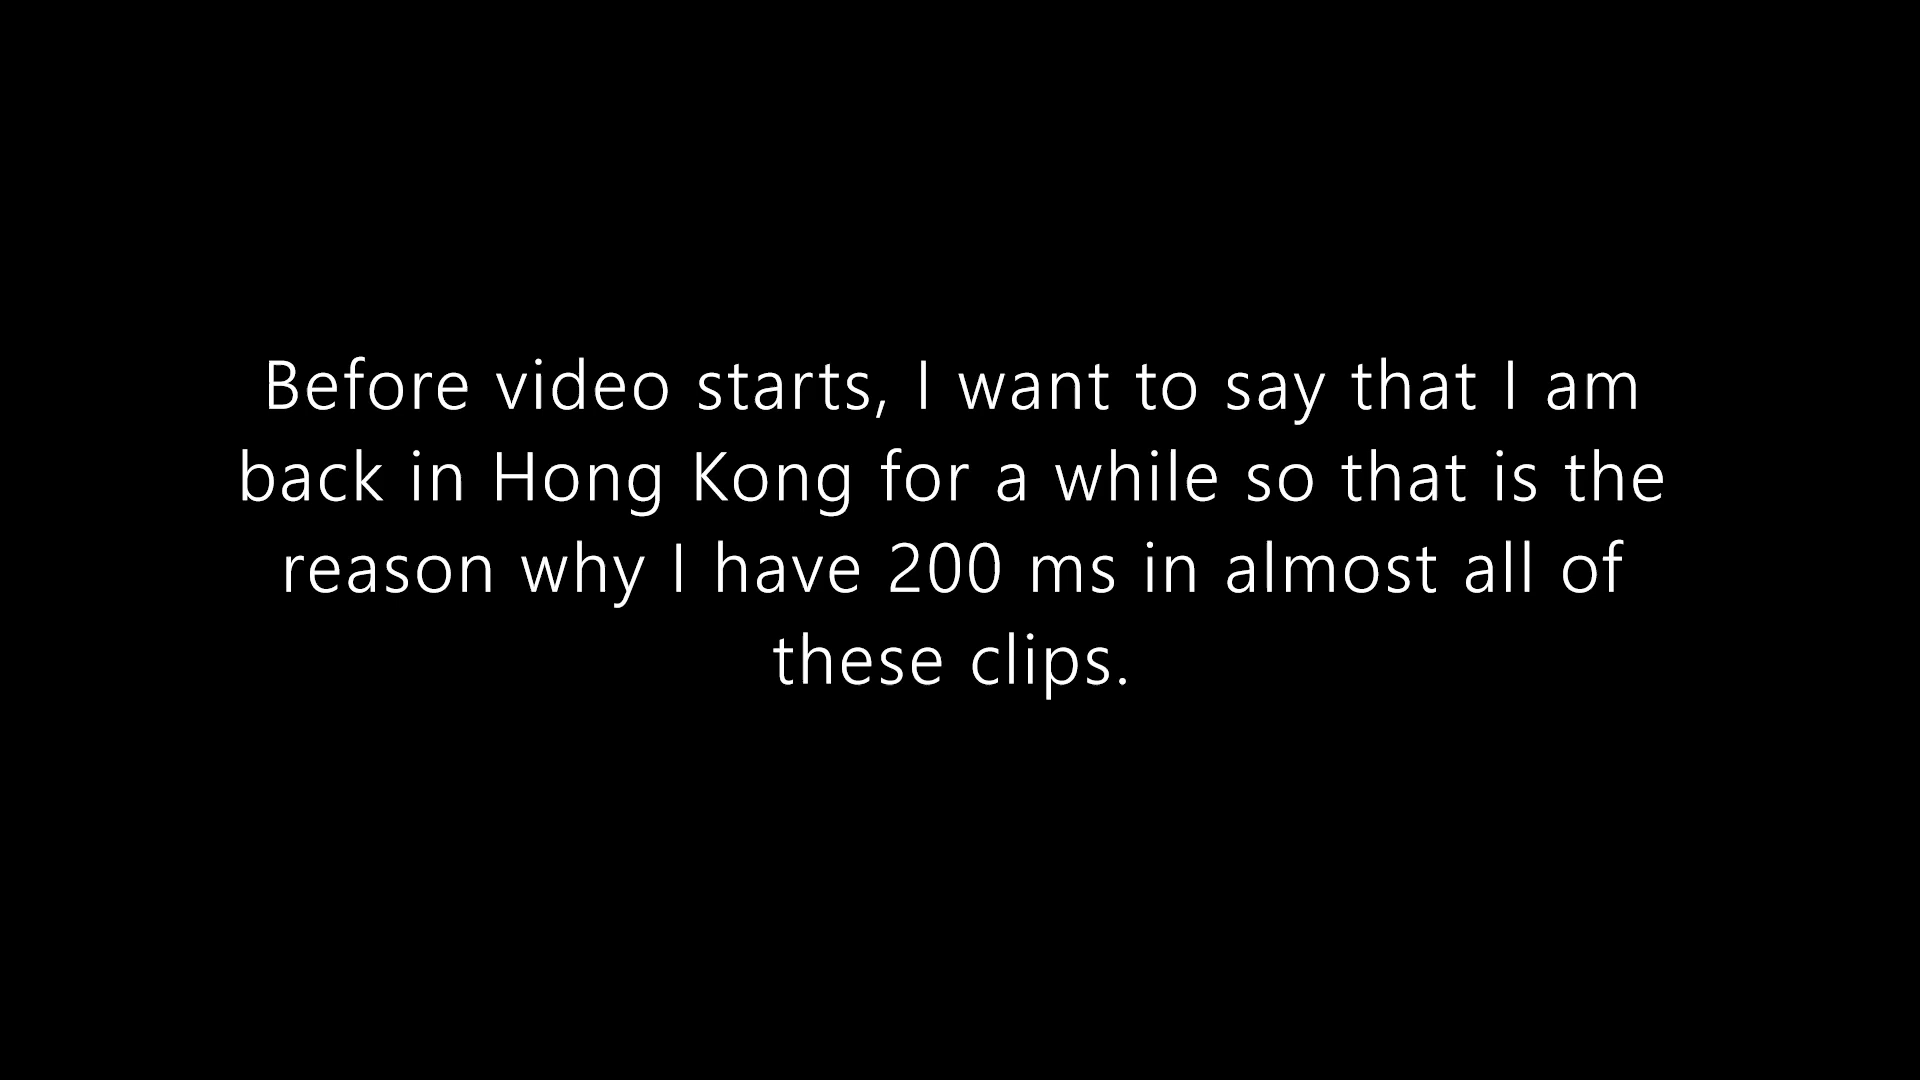 Before video starts, I want to say that I am
back in Hong Kong for a while so that is the
reason why I have 200 ms in almost all of
these clips.